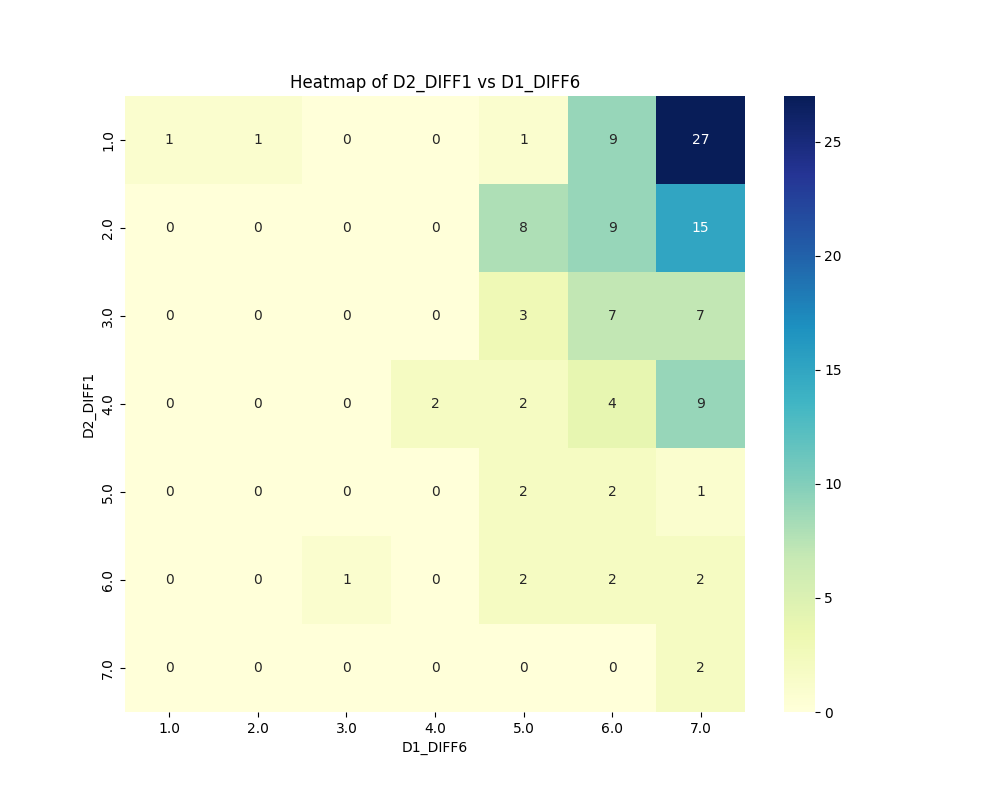 Heatmap of D2_DIFF1 vs D1_DIFF6
1.0 1 1 0 0 1 9 27
2.0 0 0 0 0 8 9 15
3.0 0 0 0 0 3 7 7
4.0 0 0 0 2 2 4 9
5.0 0 0 0 0 2 2 1
6.0 0 0 1 0 2 2 2
7.0 0 0 0 0 0 0 2
1.0 2.0 3.0 4.0 5.0 6.0 7.0
D1_DIFF6
D2_DIFF1
25
20
15
10
5
0